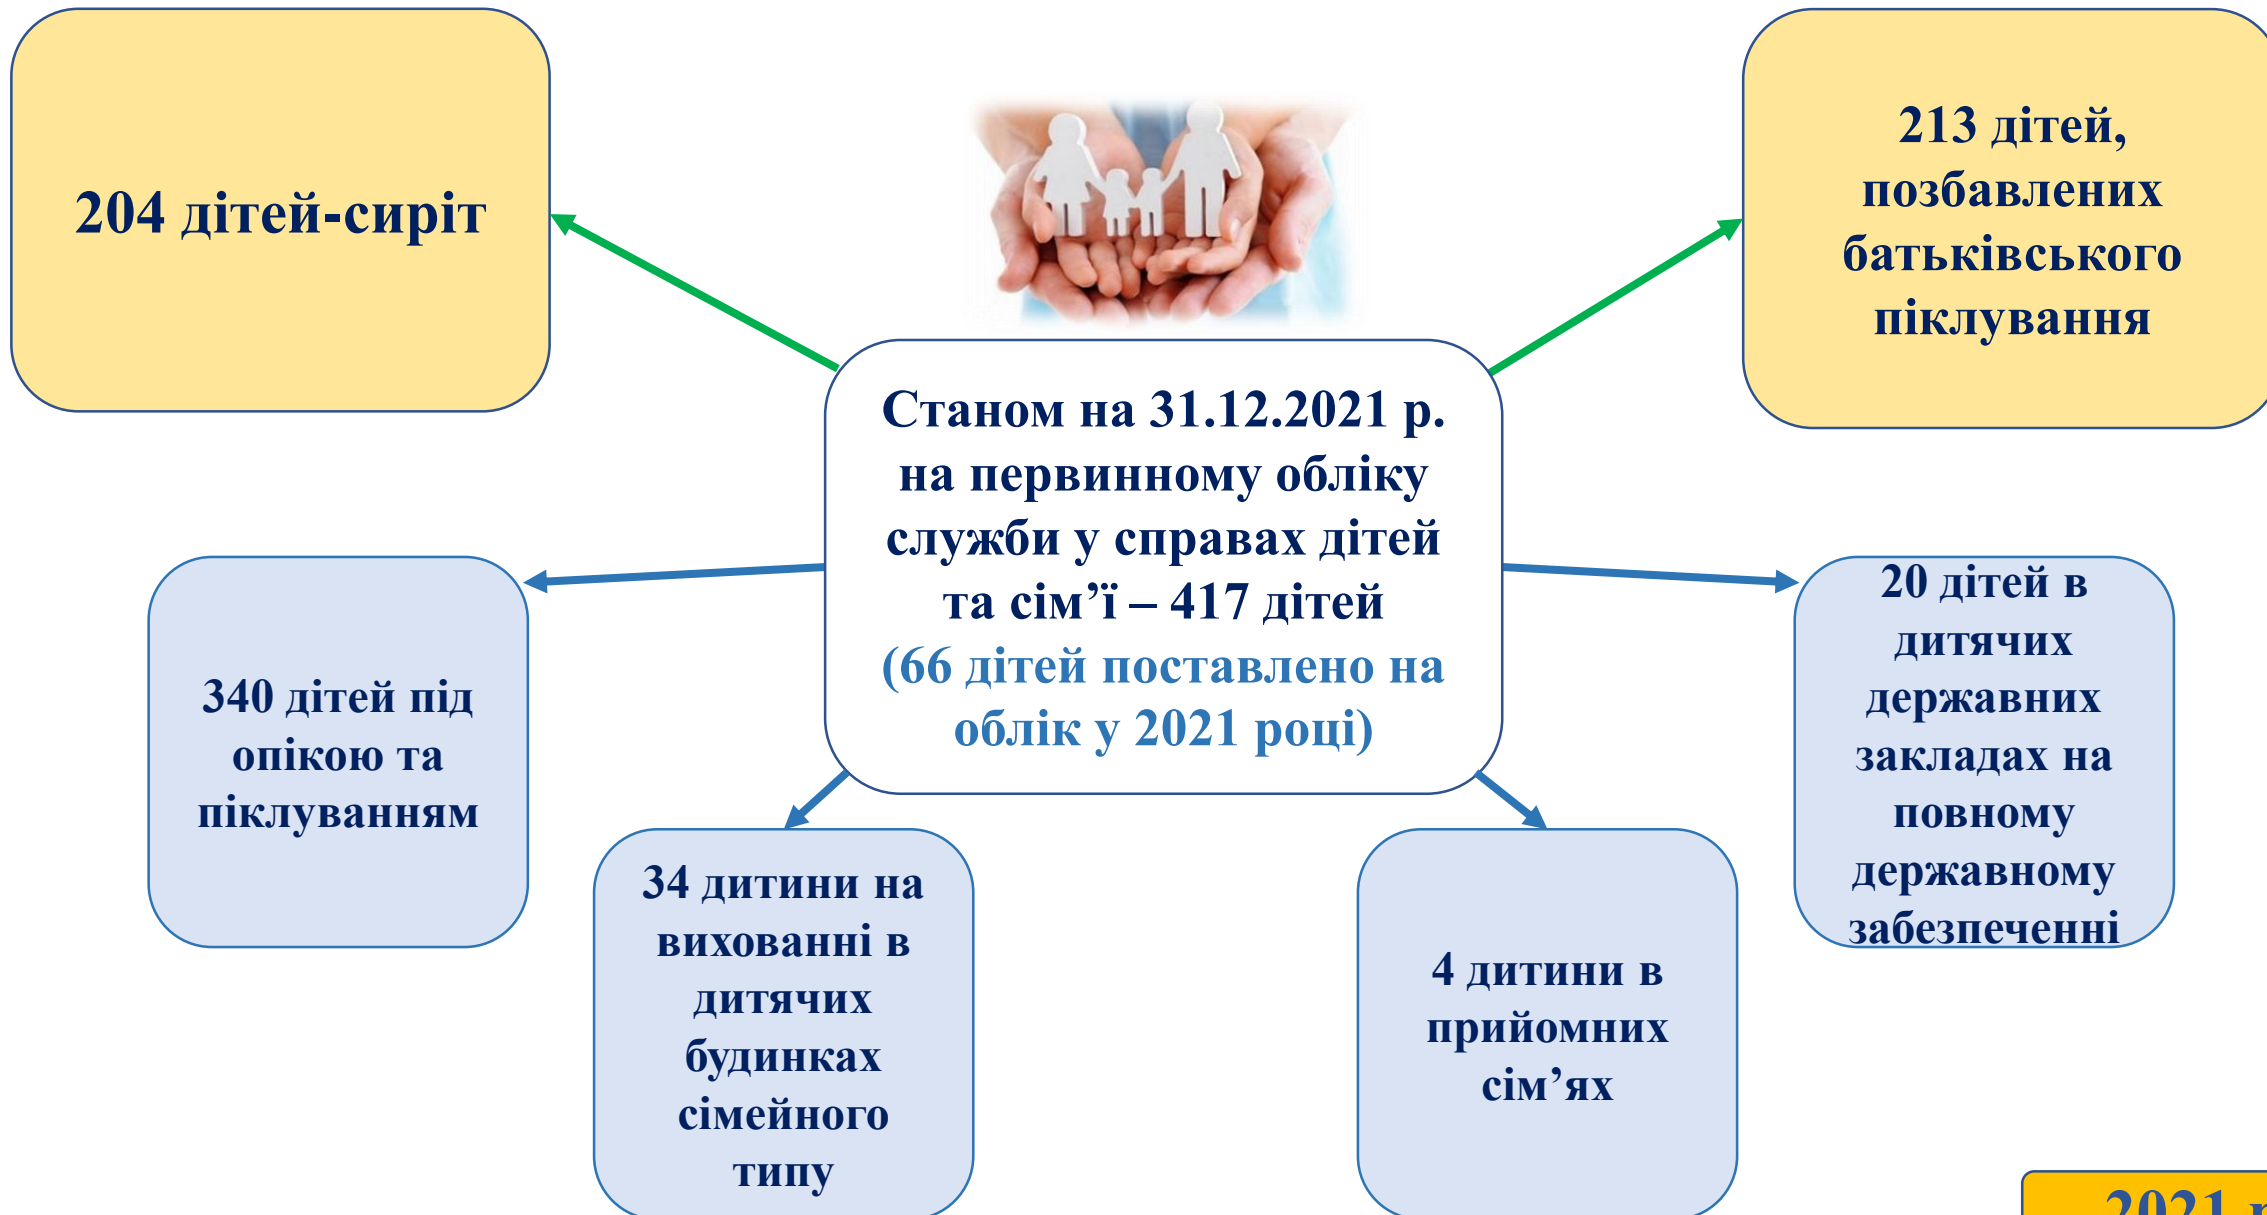 204 дітей-сиріт
213 дітей,
позбавлених
батьківського
піклування
Станом на 31.12.2021 р.
на первинному обліку
служби у справах дітей
та сім’ї – 417 дітей
(66 дітей поставлено на
облік у 2021 році)
340 дітей під
опікою та
піклуванням
34 дитини на
вихованні в
дитячих
будинках
сімейного
типу
4 дитини в
прийомних
сім’ях
20 дітей в
дитячих
державних
закладах на
повному
державному
забезпеченні
2021 р